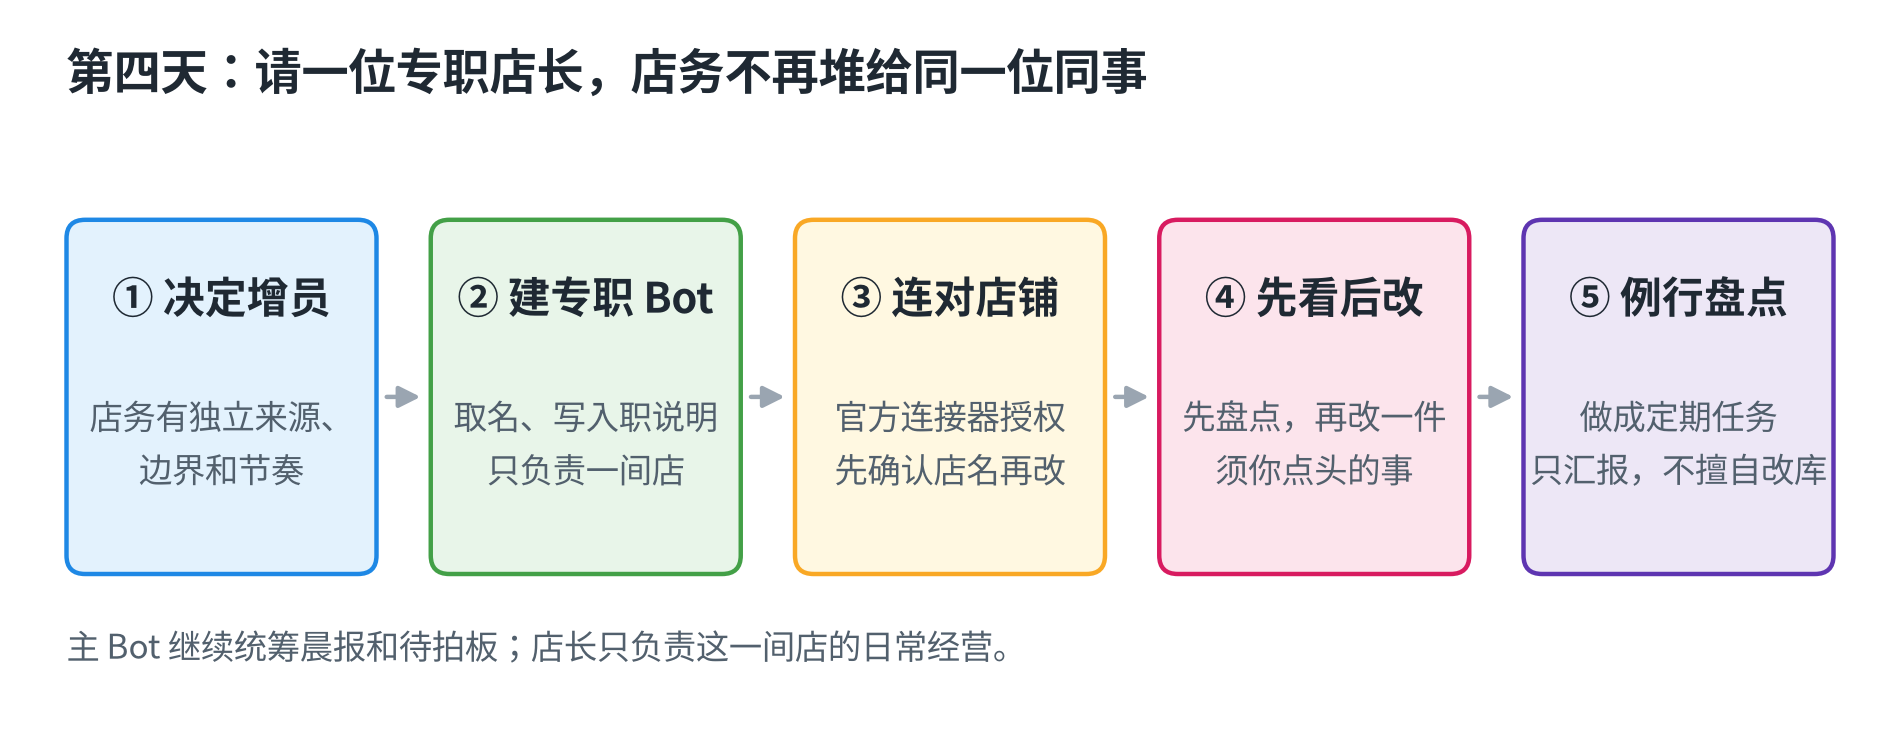 第四天：请一位专职店长，店务不再堆给同一位同事
① 决定增员
店务有独立来源、
边界和节奏
② 建专职 Bot
取名、写入职说明
只负责一间店
③ 连对店铺
官方连接器授权
先确认店名再改
④ 先看后改
先盘点，再改一件
须你点头的事
⑤ 例行盘点
做成定期任务
只汇报，不擅自改库
主 Bot 继续统筹晨报和待拍板；店长只负责这一间店的日常经营。